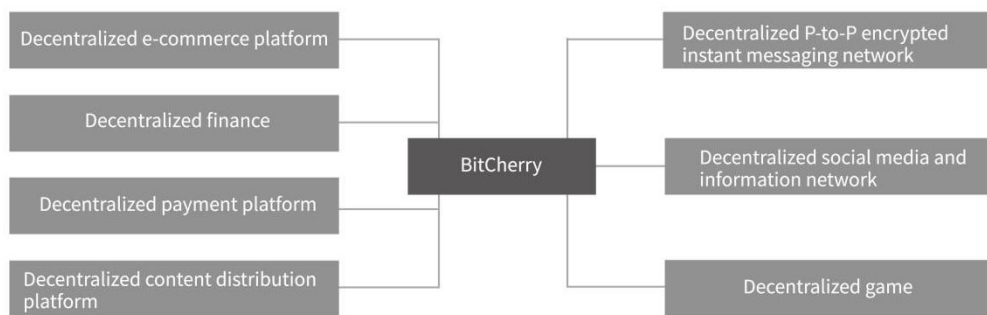 Decentralized e-commerce platform
Decentralized finance
Decentralized payment platform
Decentralized content distribution
platform
BitCherry
Decentralized P-to-P encrypted
instant messaging network
Decentralized social media and
information network
Decentralized game